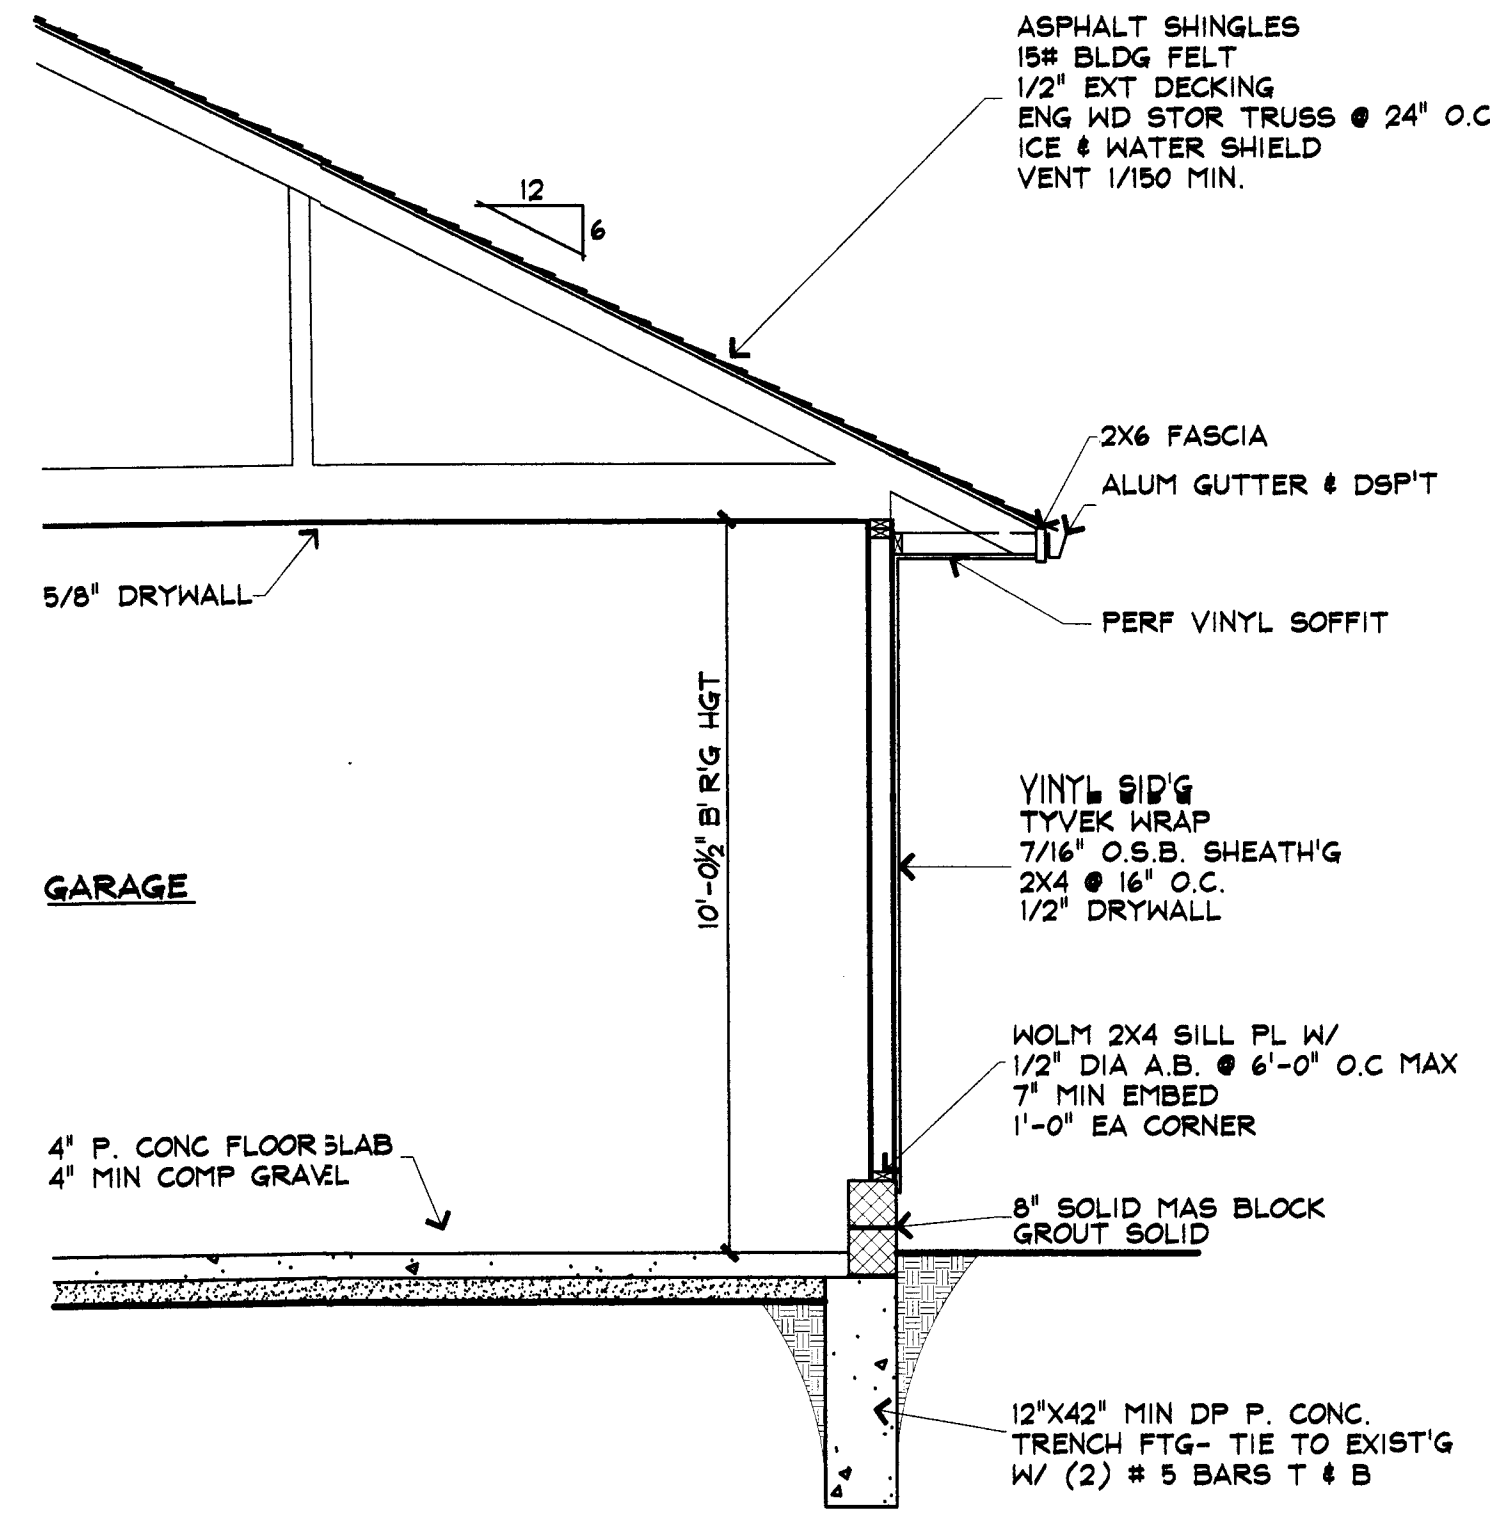 ASPHALT SHINGLES
15# BLDG FELT
1/2" EXT DECKING
ENG WD STOR TRUSS @ 24" O.C
ICE & WATER SHIELD
VENT 1/150 MIN.
12
6
2X6 FASCIA
ALUM GUTTER & DSP'T
5/8" DRYWALL
PERF VINYL SOFFIT
10'-0½" B'R'G HGT
VINYL SID'G
TYVEK WRAP
7/16" O.S.B. SHEATH'G
2X4 @ 16" O.C.
1/2" DRYWALL
GARAGE
WOLM 2X4 SILL PL W/
1/2" DIA A.B. @ 6'-0" O.C MAX
7" MIN EMBED
1'-0" EA CORNER
4" P. CONC FLOOR SLAB
4" MIN COMP GRAVEL
8" SOLID MAS BLOCK
GROUT SOLID
12"X42" MIN DP P. CONC.
TRENCH FTG- TIE TO EXIST'G
W/ (2) # 5 BARS T & B